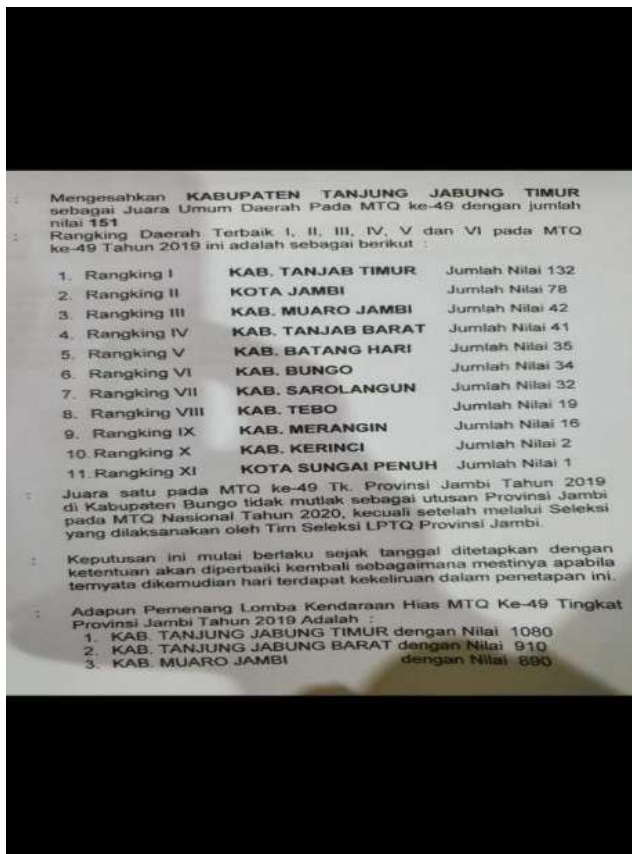 : Mengesahkan KABUPATEN TANJUNG JABUNG TIMUR
sebagai Juara Umum Daerah Pada MTQ ke-49 dengan jumlah
nilai 151
: Rangking Daerah Terbaik I, II, III, IV, V dan VI pada MTQ
ke-49 Tahun 2019 ini adalah sebagai berikut :
1. Rangking I KAB. TANJAB TIMUR Jumlah Nilai 132
2. Rangking II KOTA JAMBI Jumlah Nilai 78
3. Rangking III KAB. MUARO JAMBI Jumlah Nilai 42
4. Rangking IV KAB. TANJAB BARAT Jumlah Nilai 41
5. Rangking V KAB. BATANG HARI Jumlah Nilai 35
6. Rangking VI KAB. BUNGO Jumlah Nilai 34
7. Rangking VII KAB. SAROLANGUN Jumlah Nilai 32
8. Rangking VIII KAB. TEBO Jumlah Nilai 19
9. Rangking IX KAB. MERANGIN Jumlah Nilai 16
10. Rangking X KAB. KERINCI Jumlah Nilai 2
11. Rangking XI KOTA SUNGAI PENUH Jumlah Nilai 1
: Juara satu pada MTQ ke-49 Tk. Provinsi Jambi Tahun 2019
di Kabupaten Bungo tidak mutlak sebagai utusan Provinsi Jambi
pada MTQ Nasional Tahun 2020, kecuali setelah melalui Seleksi
yang dilaksanakan oleh Tim Seleksi LPTQ Provinsi Jambi.
: Keputusan ini mulai berlaku sejak tanggal ditetapkan dengan
ketentuan akan diperbaiki kembali sebagaimana mestinya apabila
ternyata dikemudian hari terdapat kekeliruan dalam penetapan ini.
: Adapun Pemenang Lomba Kendaraan Hias MTQ Ke-49 Tingkat
Provinsi Jambi Tahun 2019 Adalah :
1. KAB. TANJUNG JABUNG TIMUR dengan Nilai 1080
2. KAB. TANJUNG JABUNG BARAT dengan Nilai 910
3. KAB. MUARO JAMBI dengan Nilai 890